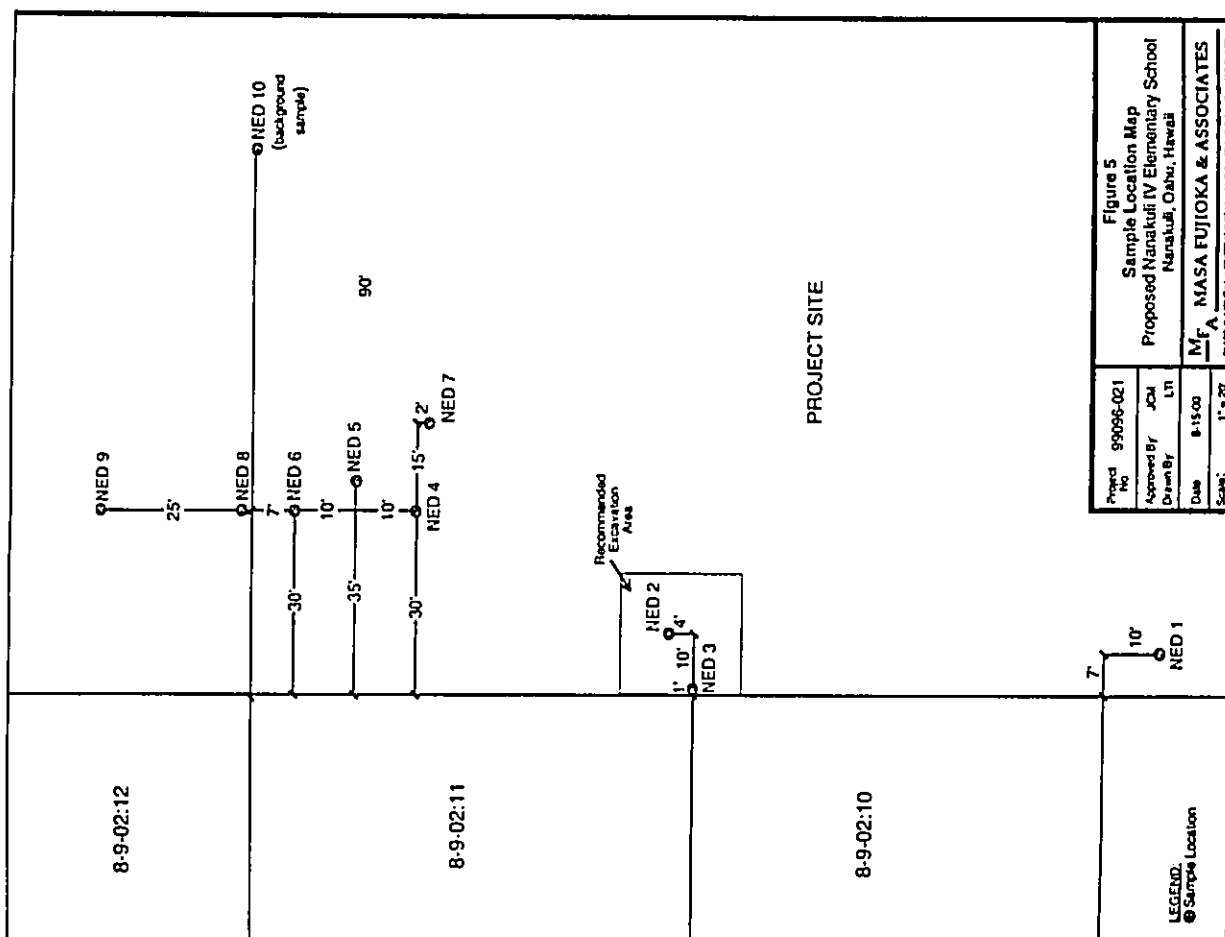 NED 10
(background
sample)
NED 9
25'
8-9-02:12
NED 8
7'
NED 6
90'
10'
NED 5
30'
35'
10'
2'
15'
NED 7
NED 4
8-9-02:11
30'
PROJECT SITE
Recommended
Excavation
Area
NED 2
4'
1'
10'
NED 3
8-9-02:10
7'
10'
NED 1
LEGEND:
Sample Location
Project No 99096-021
Approved By JCM
Drawn By LTI
Date 8-15-00
Scale:
Figure 5
Sample Location Map
Proposed Nanakuli IV Elementary School
Nanakuli, Oahu, Hawaii
MFA MASA FUJIOKA & ASSOCIATES